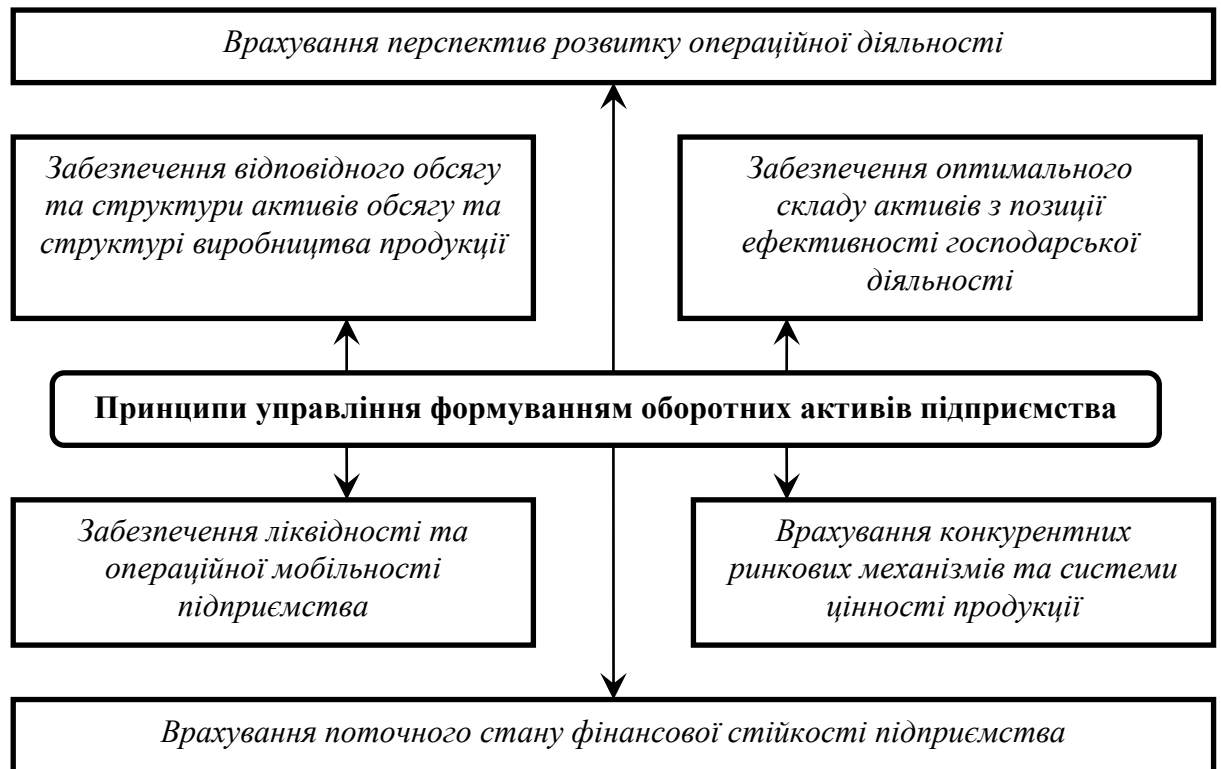 Врахування перспектив розвитку операційної діяльності
Забезпечення відповідного обсягу
та структури активів обсягу та
структурі виробництва продукції
Забезпечення оптимального
складу активів з позиції
ефективності господарської
діяльності
Принципи управління формуванням оборотних активів підприємства
Забезпечення ліквідності та
операційної мобільності
підприємства
Врахування конкурентних
ринкових механізмів та системи
цінності продукції
Врахування поточного стану фінансової стійкості підприємства